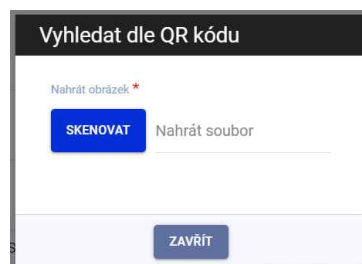 Vyhledat dle QR kódu
Nahrát obrázek *
SKENOVAT Nahrát soubor
ZAVŘÍT